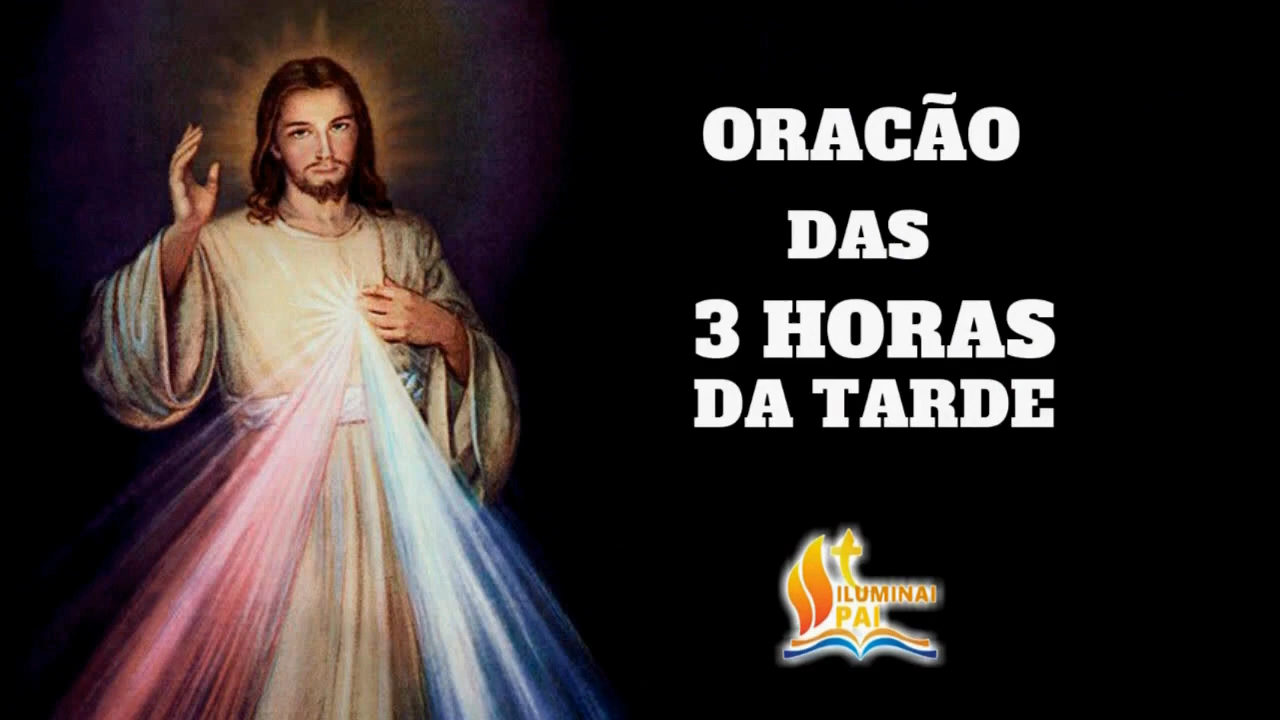 ORACÃO
DAS
3 HORAS
DA TARDE
ILUMINAI
PAI